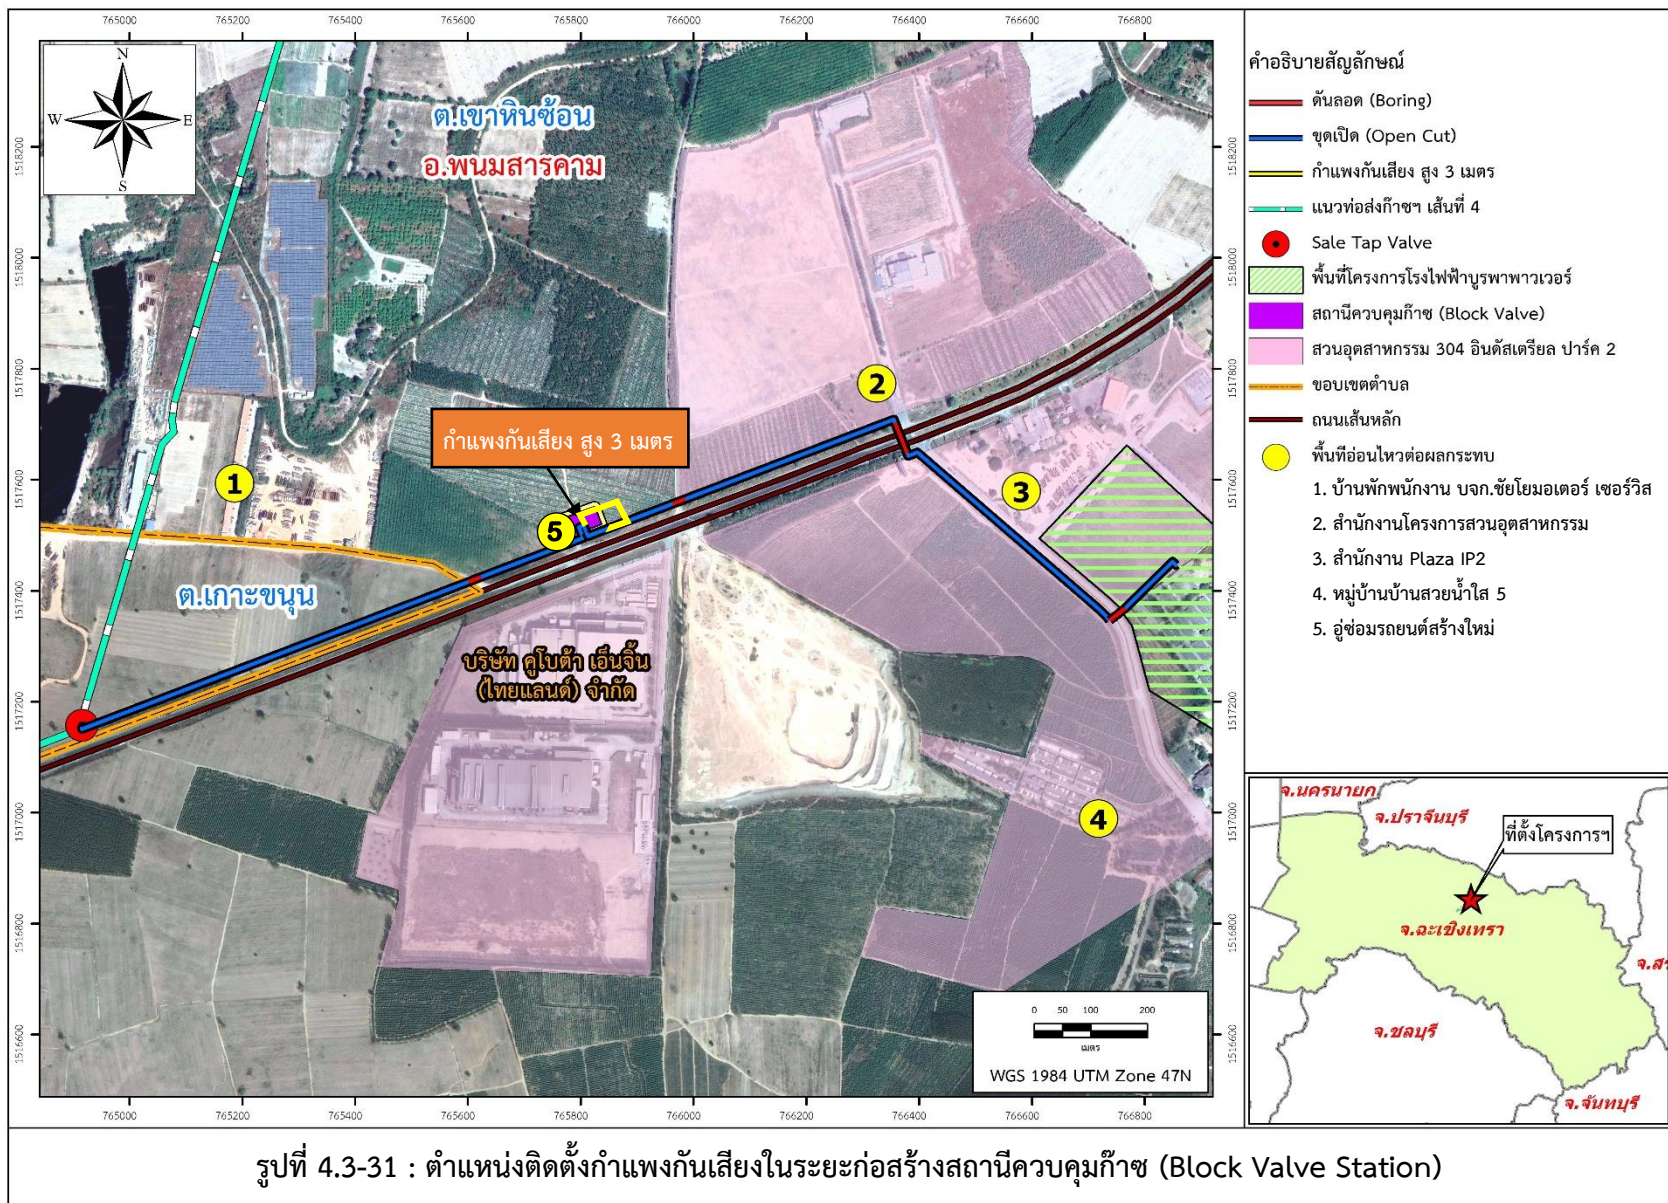 765000 765200 765400 765600 765800 766000 766200 766400 766600 766800
1518200
1518000
1517800
1517600
1517400
1517200
1517000
1516800
1516600
N
W E
S
ต.เขาหินซ้อน
อ.พนมสารคาม
2
กำแพงกันเสียง สูง 3 เมตร
1
3
5
ต.เกาะขนุน
บริษัท คูโบต้า เอ็นจิ้น
(ไทยแลนด์) จำกัด
4
0 50 100 200
เมตร
WGS 1984 UTM Zone 47N
1518200
1518000
1517800
1517600
1517400
1517200
1517000
1516800
1516600
765000 765200 765400 765600 765800 766000 766200 766400 766600 766800
คำอธิบายสัญลักษณ์
ดันลอด (Boring)
ขุดเปิด (Open Cut)
กำแพงกันเสียง สูง 3 เมตร
แนวท่อส่งก๊าซฯ เส้นที่ 4
Sale Tap Valve
พื้นที่โครงการโรงไฟฟ้าบูรพาพาวเวอร์
สถานีควบคุมก๊าซ (Block Valve)
สวนอุตสาหกรรม 304 อินดัสเตรียล ปาร์ค 2
ขอบเขตตำบล
ถนนเส้นหลัก
พื้นที่อ่อนไหวต่อผลกระทบ
1. บ้านพักพนักงาน บจก.ชัยโยมอเตอร์ เซอร์วิส
2. สำนักงานโครงการสวนอุตสาหกรรม
3. สำนักงาน Plaza IP2
4. หมู่บ้านบ้านสวยน้ำใส 5
5. อู่ซ่อมรถยนต์สร้างใหม่
จ.นครนายก
จ.ปราจีนบุรี
ที่ตั้งโครงการฯ
จ.ฉะเชิงเทรา
จ.สร
จ.ชลบุรี
จ.จันทบุรี
รูปที่ 4.3-31 : ตำแหน่งติดตั้งกำแพงกันเสียงในระยะก่อสร้างสถานีควบคุมก๊าซ (Block Valve Station)